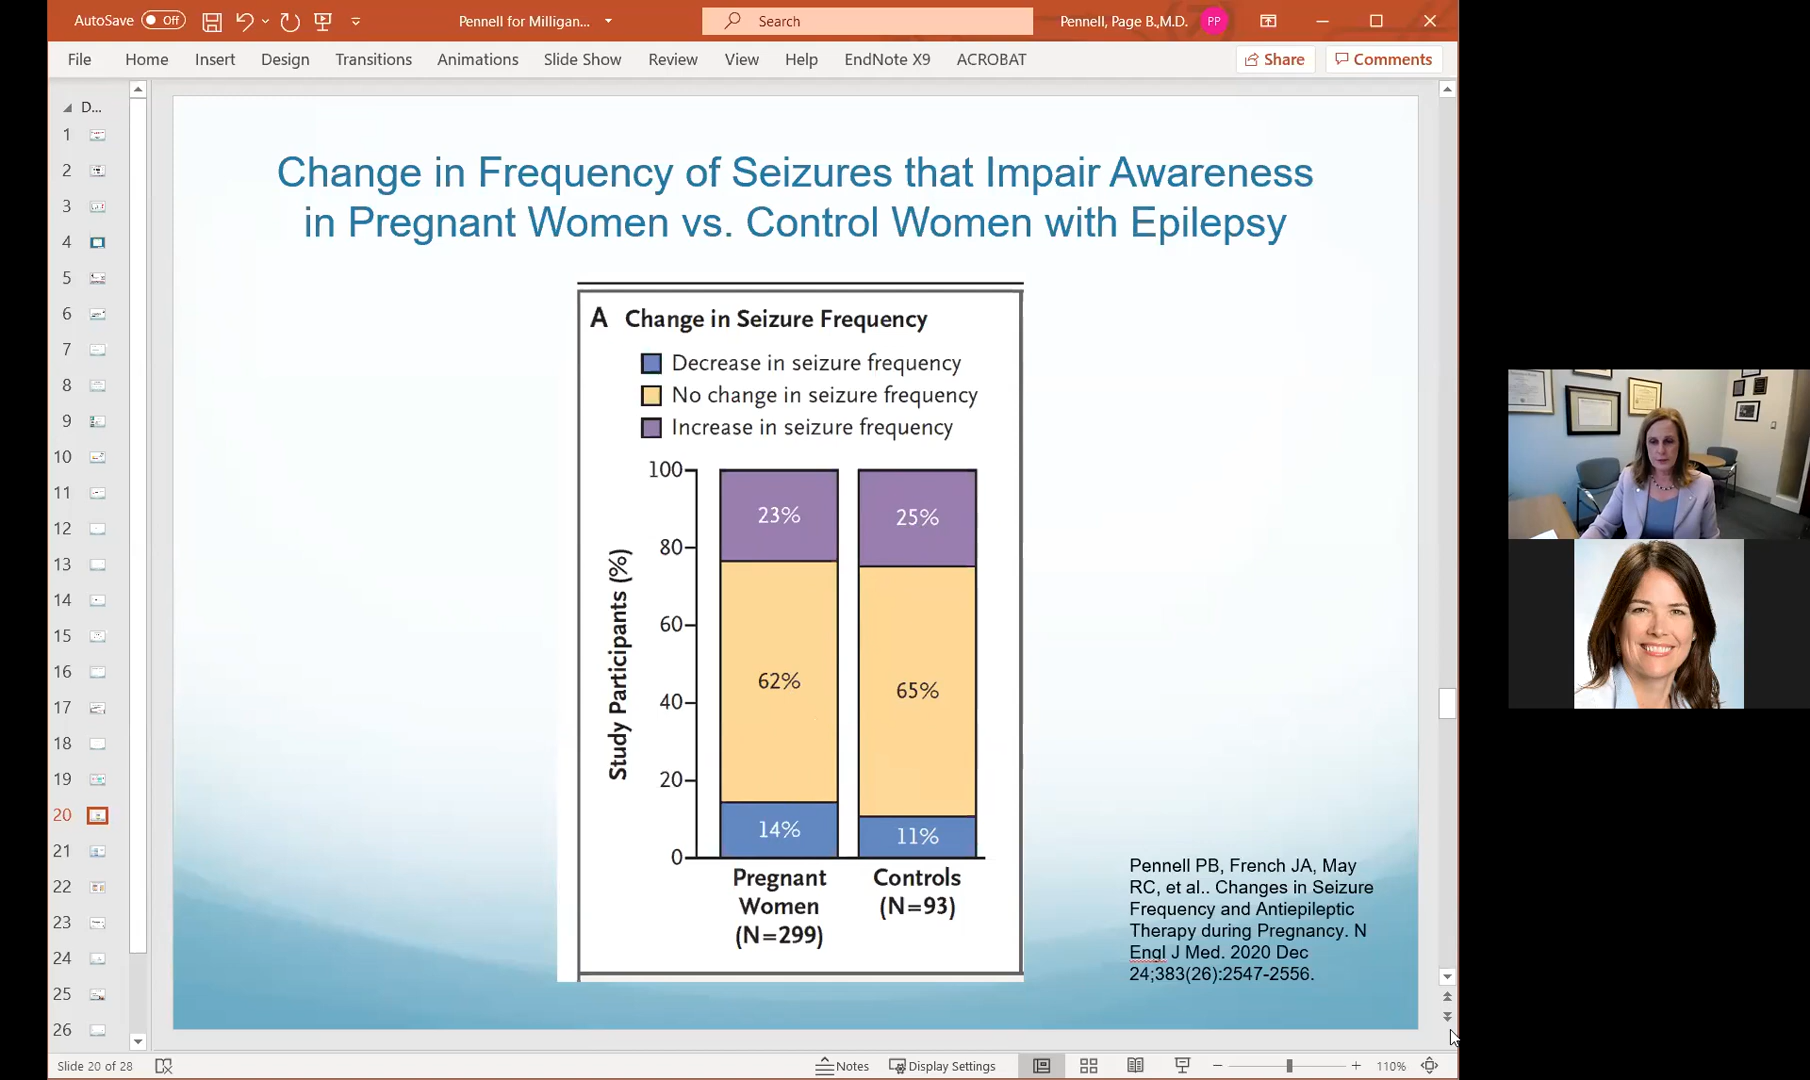 AutoSave Off Pennell for Milligan... Search Pennell, Page B.,M.D. PP
File Home Insert Design Transitions Animations Slide Show Review View Help EndNote X9 ACROBAT Share Comments
D...
1
2
3
4
5
6
7
8
9
10
11
12
13
14
15
16
17
18
19
20
21
22
23
24
25
26
Change in Frequency of Seizures that Impair Awareness
in Pregnant Women vs. Control Women with Epilepsy
A Change in Seizure Frequency
Decrease in seizure frequency
No change in seizure frequency
Increase in seizure frequency
Study Participants (%)
100
80
60
40
20
0
23% 25%
62% 65%
14% 11%
Pregnant
Women
(N=299)
Controls
(N=93)
Pennell PB, French JA, May
RC, et al.. Changes in Seizure
Frequency and Antiepileptic
Therapy during Pregnancy. N
Engl J Med. 2020 Dec
24;383(26):2547-2556.
Slide 20 of 28 Notes Display Settings 110%